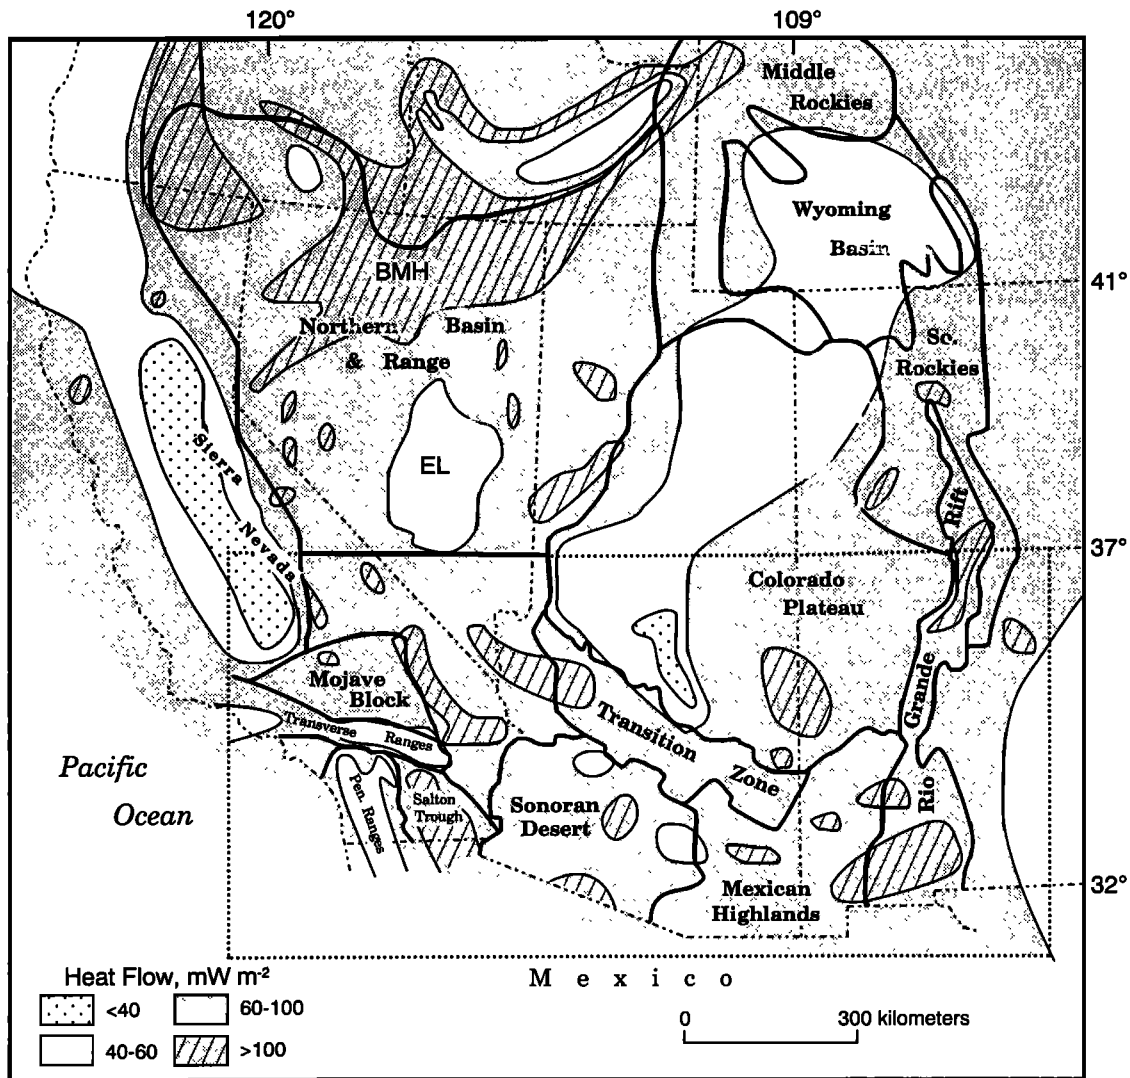 120° 109°
Middle
Rockies
Wyoming
Basin
41°
BMH
Northern Basin
& Range
So.
Rockies
EL
Sierra
Nevada
Rift
37°
Colorado
Plateau
Mojave
Block
Transverse Ranges
Grande
Transition
Zone
Pacific
Ocean
Pen. Ranges
Salton
Trough
Sonoran
Desert
Rio
Mexican
Highlands
32°
Mexico
Heat Flow, mW m-2
<40 60-100
40-60 >100
0 300 kilometers